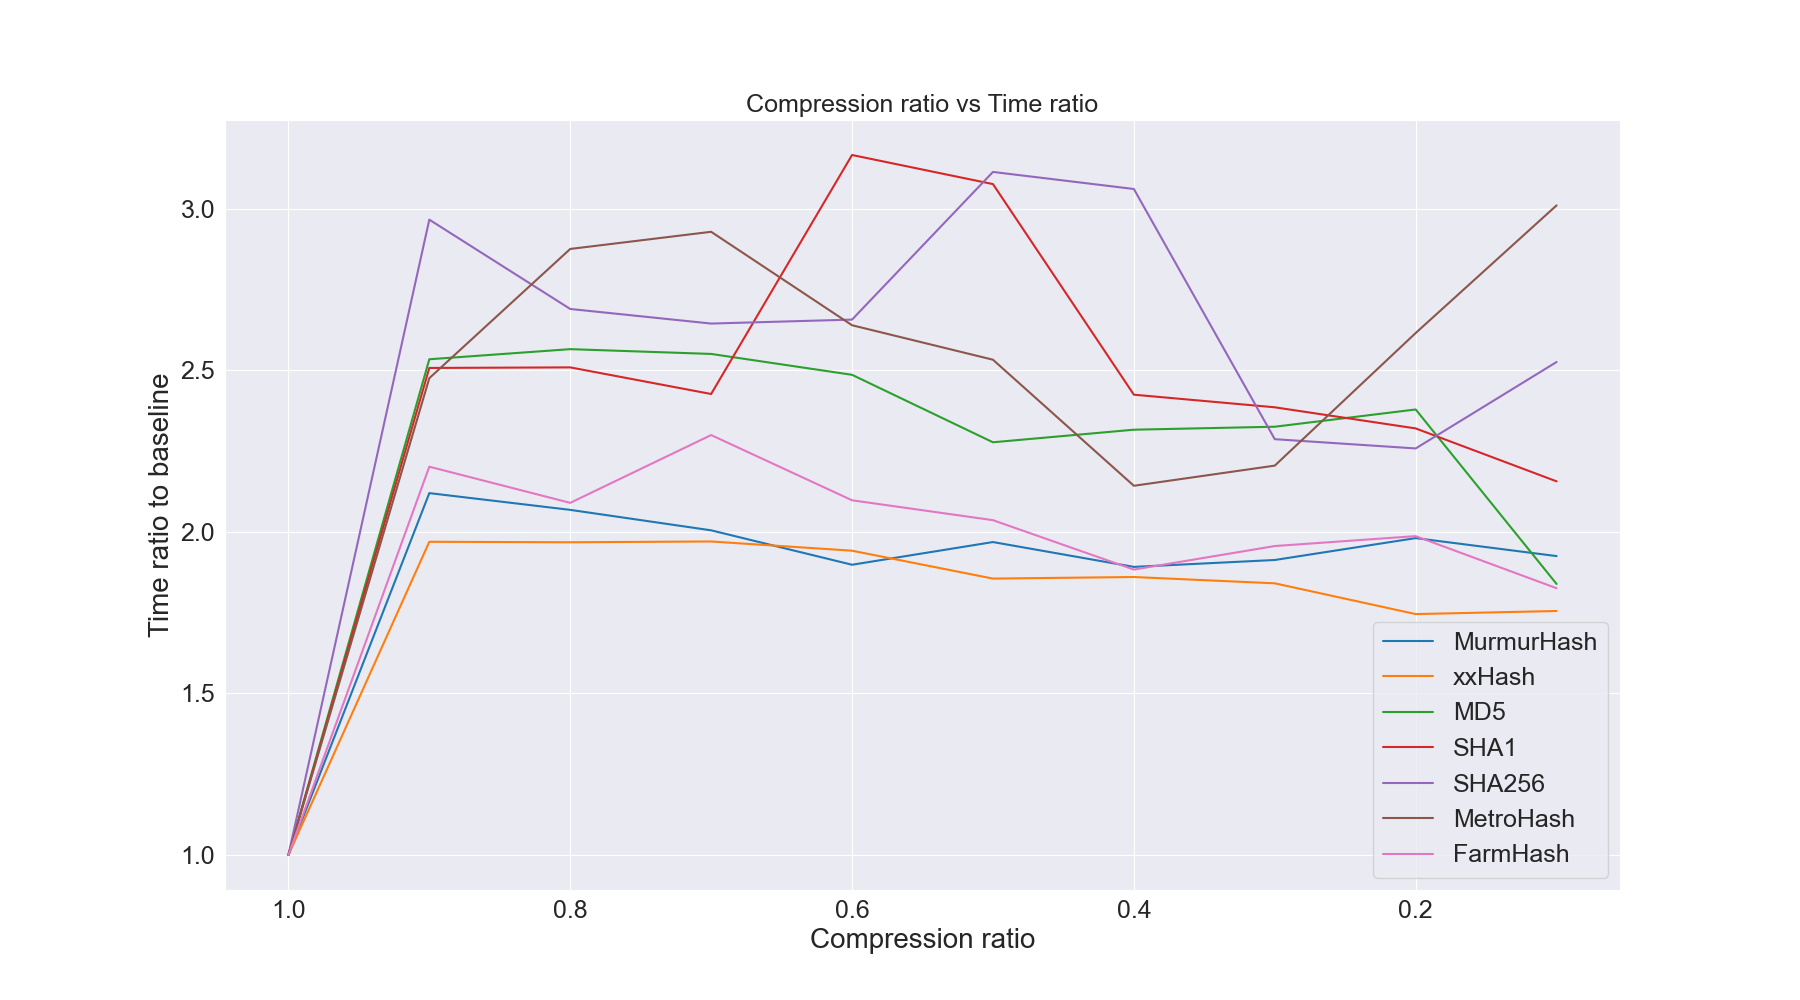 Compression ratio vs Time ratio
Time ratio to baseline
3.0
2.5
2.0
1.5
1.0
1.0 0.8 0.6 0.4 0.2
Compression ratio
MurmurHash
xxHash
MD5
SHA1
SHA256
MetroHash
FarmHash